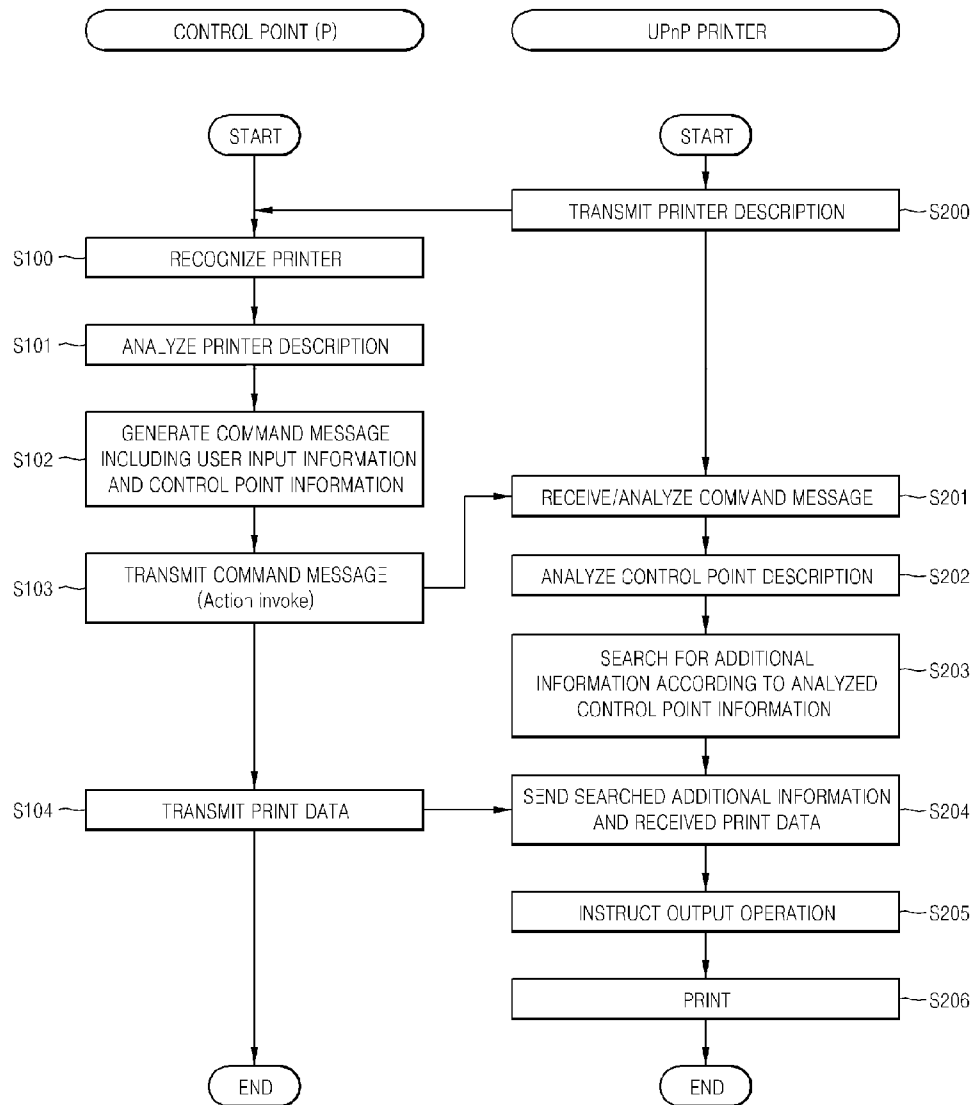 CONTROL POINT (P)
UPnP PRINTER
START
START
TRANSMIT PRINTER DESCRIPTION
S200
S100
RECOGNIZE PRINTER
S101
ANALYZE PRINTER DESCRIPTION
S102
GENERATE COMMAND MESSAGE
INCLUDING USER INPUT INFORMATION
AND CONTROL POINT INFORMATION
RECEIVE/ANALYZE COMMAND MESSAGE
S201
S103
TRANSMIT COMMAND MESSAGE
(Action invoke)
ANALYZE CONTROL POINT DESCRIPTION
S202
SEARCH FOR ADDITIONAL
INFORMATION ACCORDING TO ANALYZED
CONTROL POINT INFORMATION
S203
S104
TRANSMIT PRINT DATA
SEND SEARCHED ADDITIONAL INFORMATION
AND RECEIVED PRINT DATA
S204
INSTRUCT OUTPUT OPERATION
S205
PRINT
S206
END
END